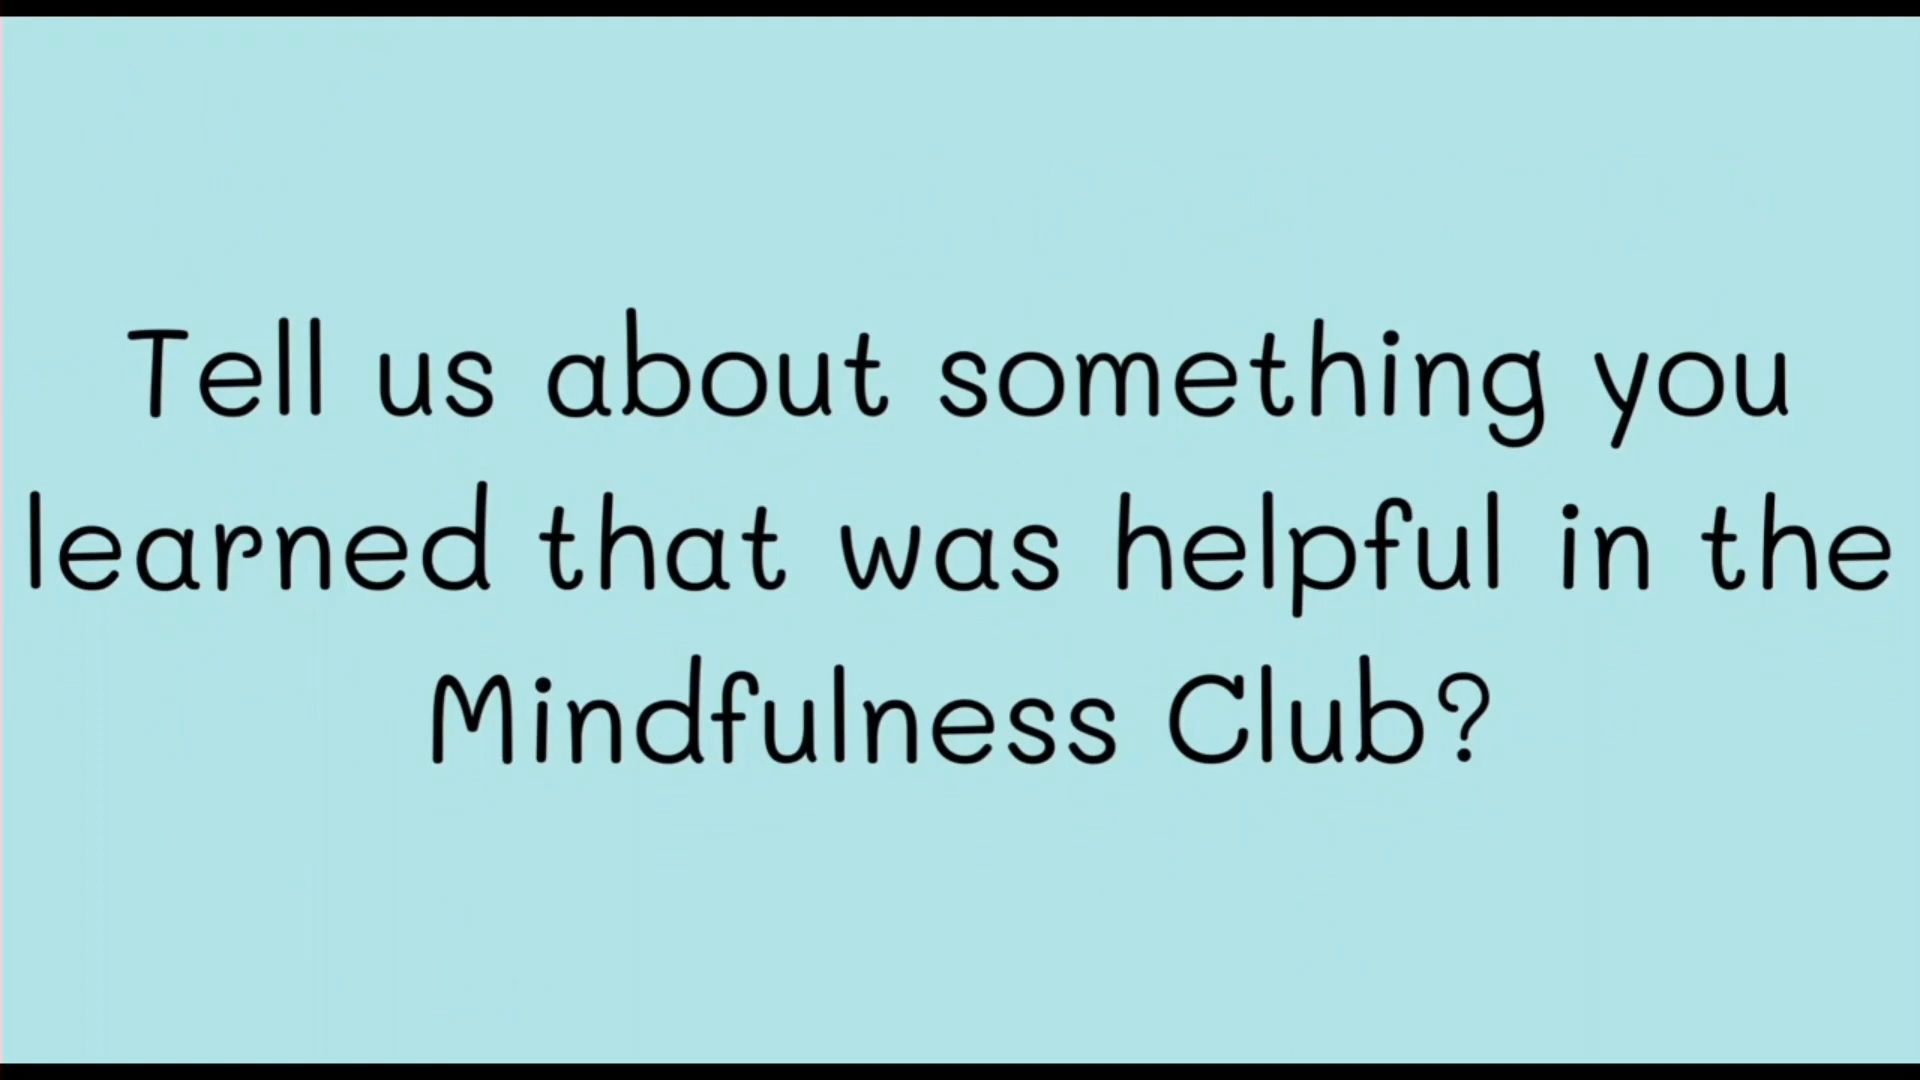 Tell us about something you
learned that was helpful in the
Mindfulness Club?